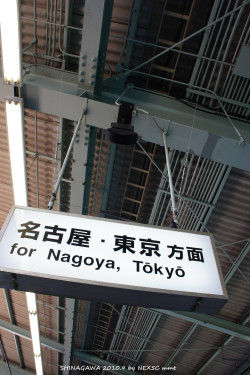 名古屋・東京 方面
for Nagoya, Tōkyō
SHINAGAWA 2010.9 by NEXSC mmt